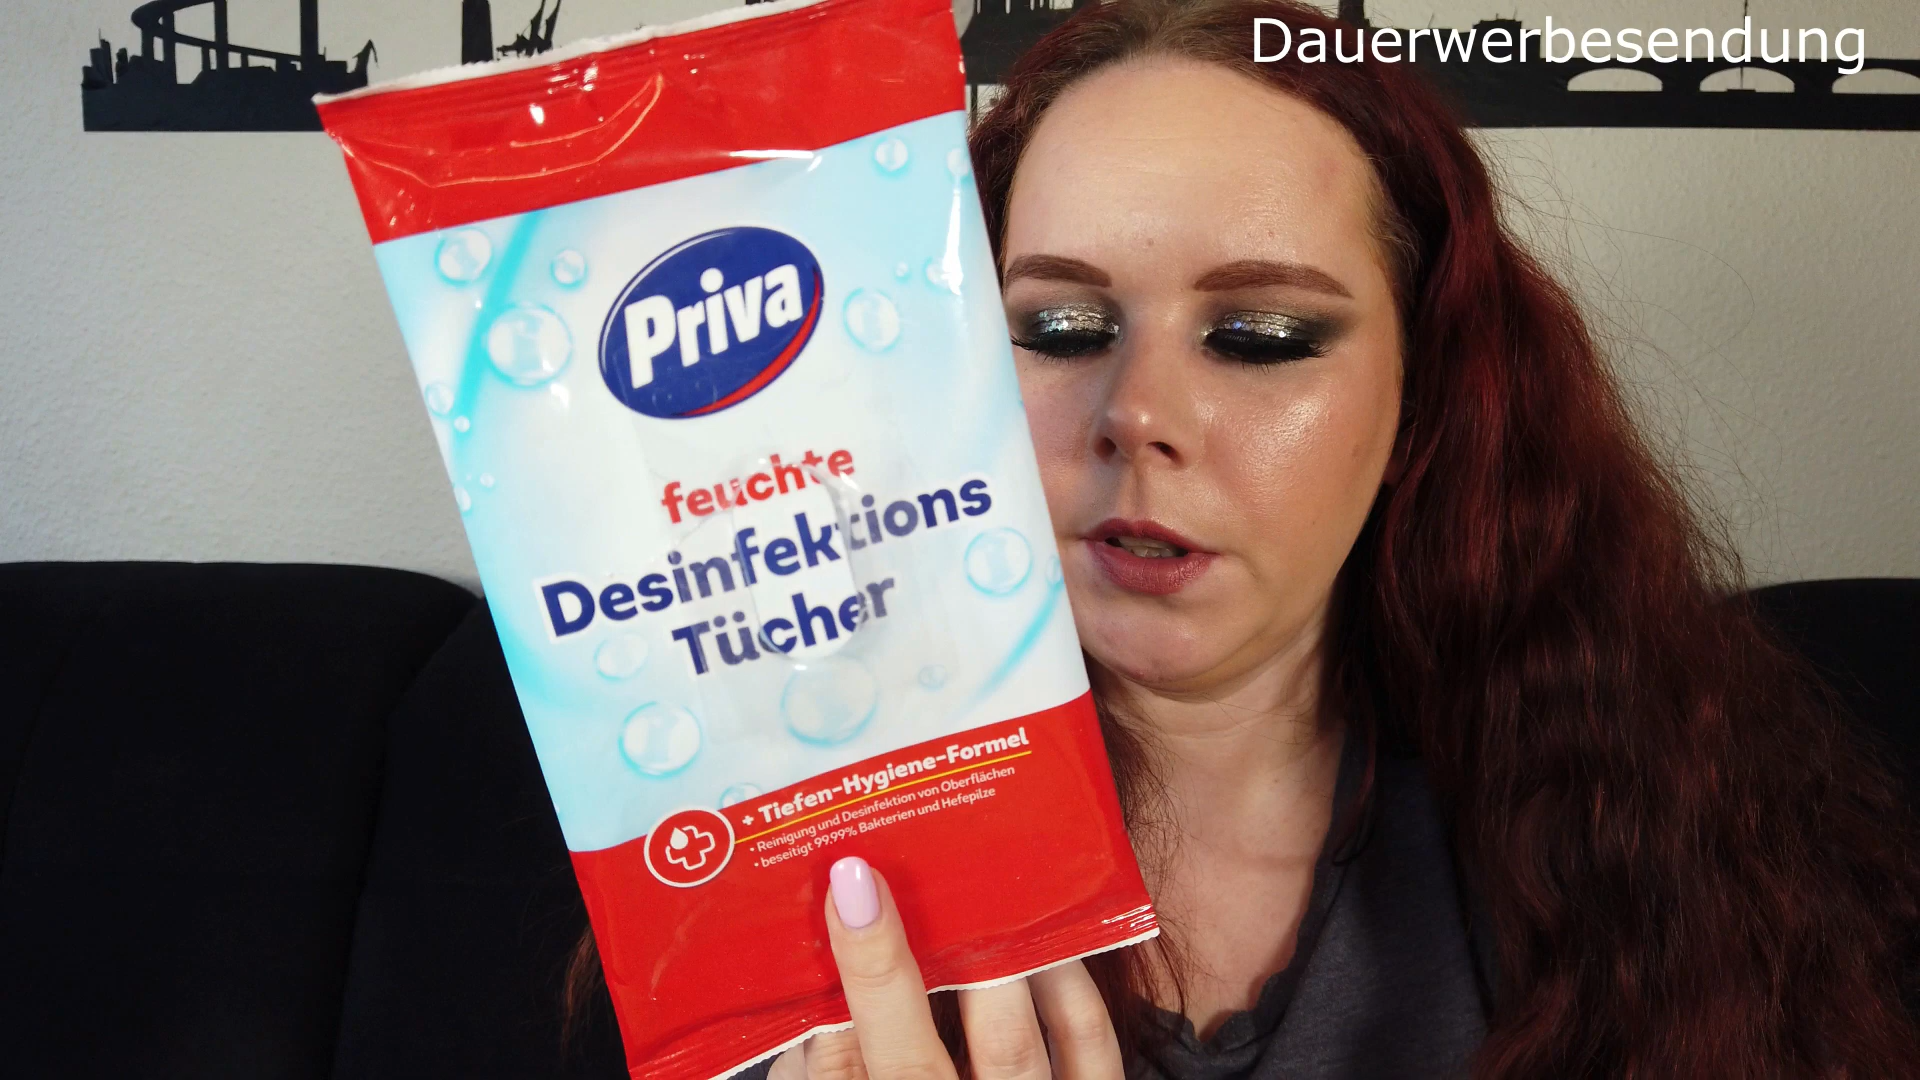 Dauerwerbesendung
Priva
feuchte
Desinfektions
Tücher
+ Tiefen-Hygiene-Formel
• Reinigung und Desinfektion von Oberflächen
• beseitigt 99,99% Bakterien und Hefepilze